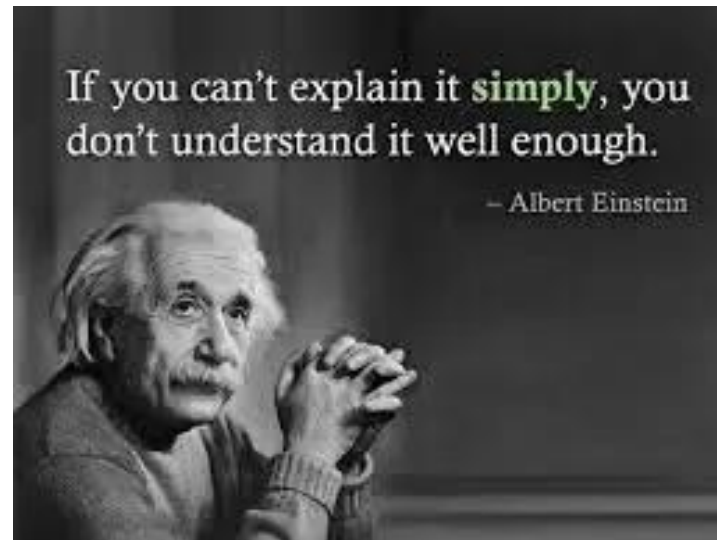 If you can't explain it simply, you
don't understand it well enough.
– Albert Einstein